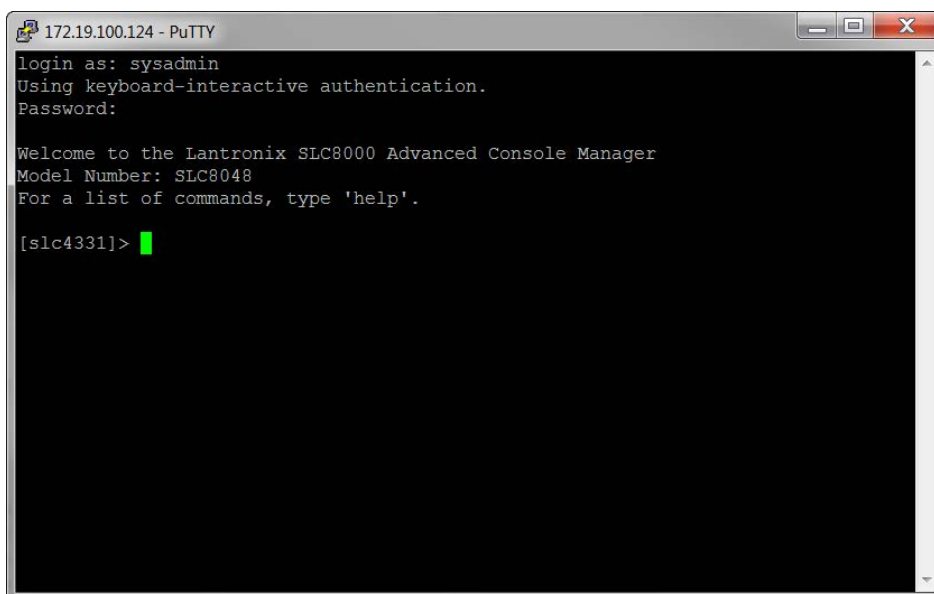 172.19.100.124 - PuTTY
login as: sysadmin
Using keyboard-interactive authentication.
Password:
Welcome to the Lantronix SLC8000 Advanced Console Manager
Model Number: SLC8048
For a list of commands, type 'help'.
[slc4331]>